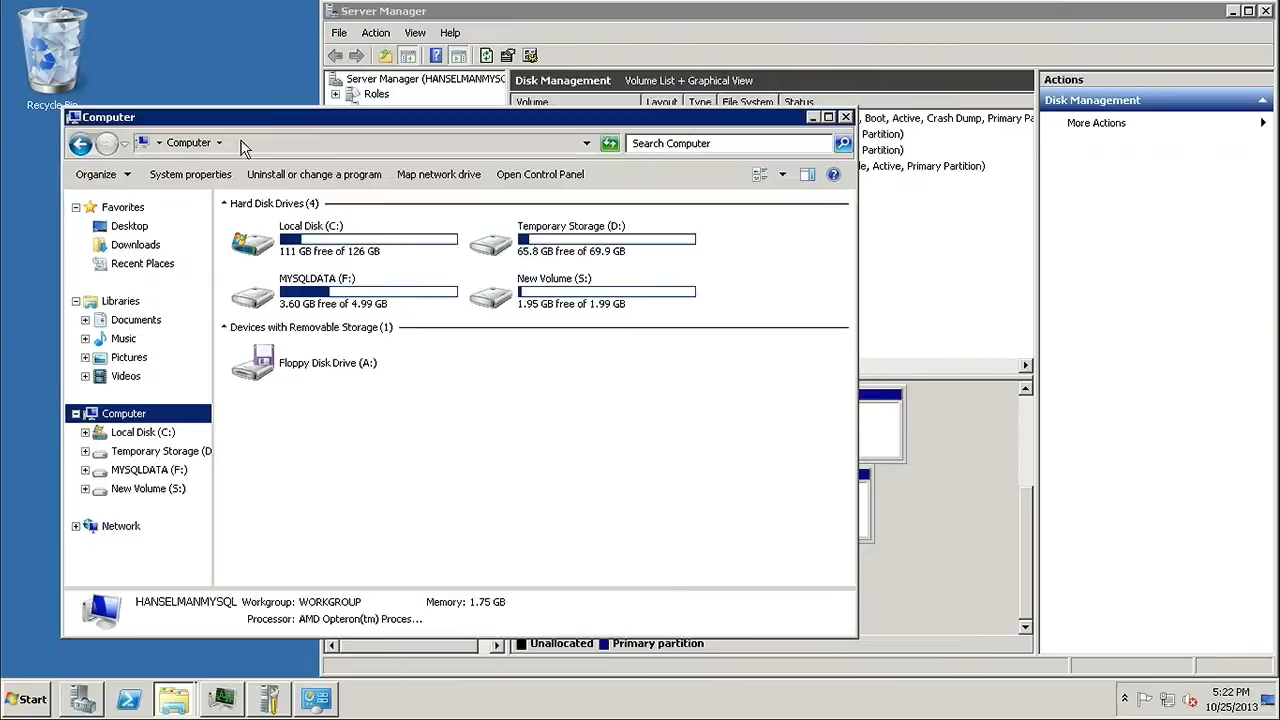 Server Manager
File Action View Help
Recycle Bin
Server Manager (HANSELMANMYSC
Roles
Disk Management Volume List + Graphical View
Volume Layout Type File System Status
, Boot, Active, Crash Dump, Primary Pa
Partition)
Partition)
le, Active, Primary Partition)
Actions
Disk Management
More Actions
Computer
Computer
Search Computer
Organize System properties Uninstall or change a program Map network drive Open Control Panel
Favorites
Desktop
Downloads
Recent Places
Libraries
Documents
Music
Pictures
Videos
Computer
Local Disk (C:)
Temporary Storage (D
MYSQLDATA (F:)
New Volume (S:)
Network
Hard Disk Drives (4)
Local Disk (C:)
111 GB free of 126 GB
Temporary Storage (D:)
65.8 GB free of 69.9 GB
MYSQLDATA (F:)
3.60 GB free of 4.99 GB
New Volume (S:)
1.95 GB free of 1.99 GB
Devices with Removable Storage (1)
Floppy Disk Drive (A:)
HANSELMANMYSQL Workgroup: WORKGROUP Memory: 1.75 GB
Processor: AMD Opteron(tm) Proces...
Unallocated Primary partition
Start
5:22 PM
10/25/2013